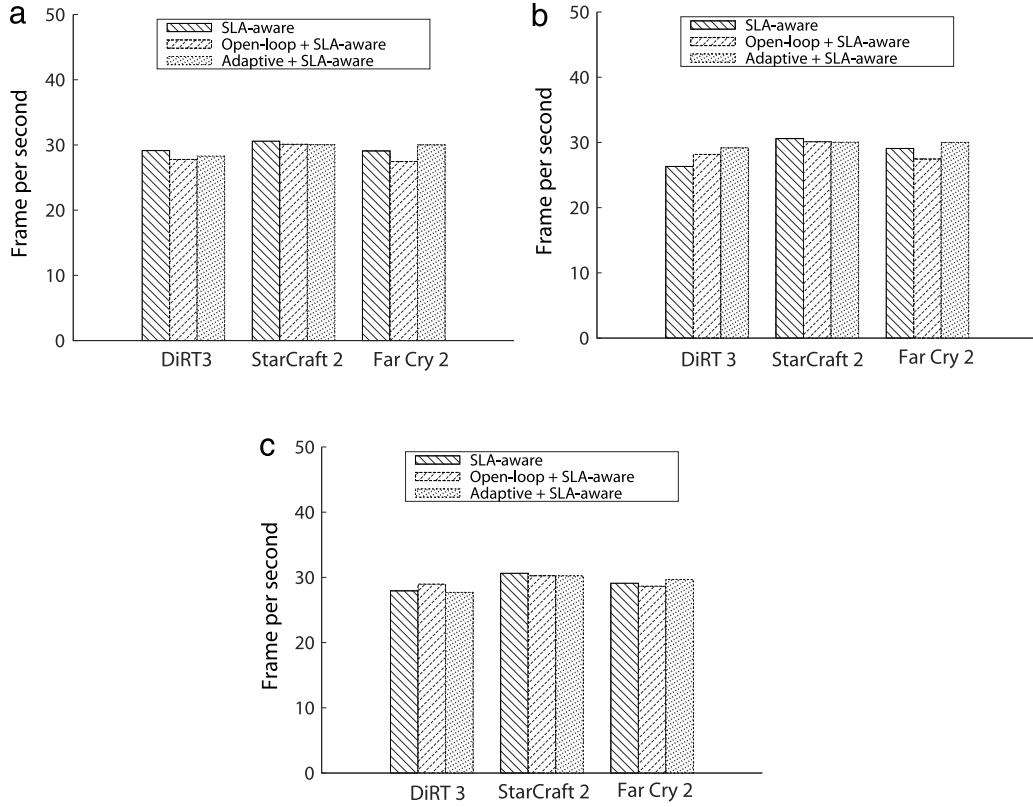 a
50
40
30
20
10
0
Frame per second
SLA-aware
Open-loop + SLA-aware
Adaptive + SLA-aware
DiRT3 StarCraft 2 Far Cry 2
b
50
40
30
20
10
0
Frame per second
SLA-aware
Open-loop + SLA-aware
Adaptive + SLA-aware
DiRT 3 StarCraft 2 Far Cry 2
c
50
40
30
20
10
0
Frame per second
SLA-aware
Open-loop + SLA-aware
Adaptive + SLA-aware
DiRT 3 StarCraft 2 Far Cry 2